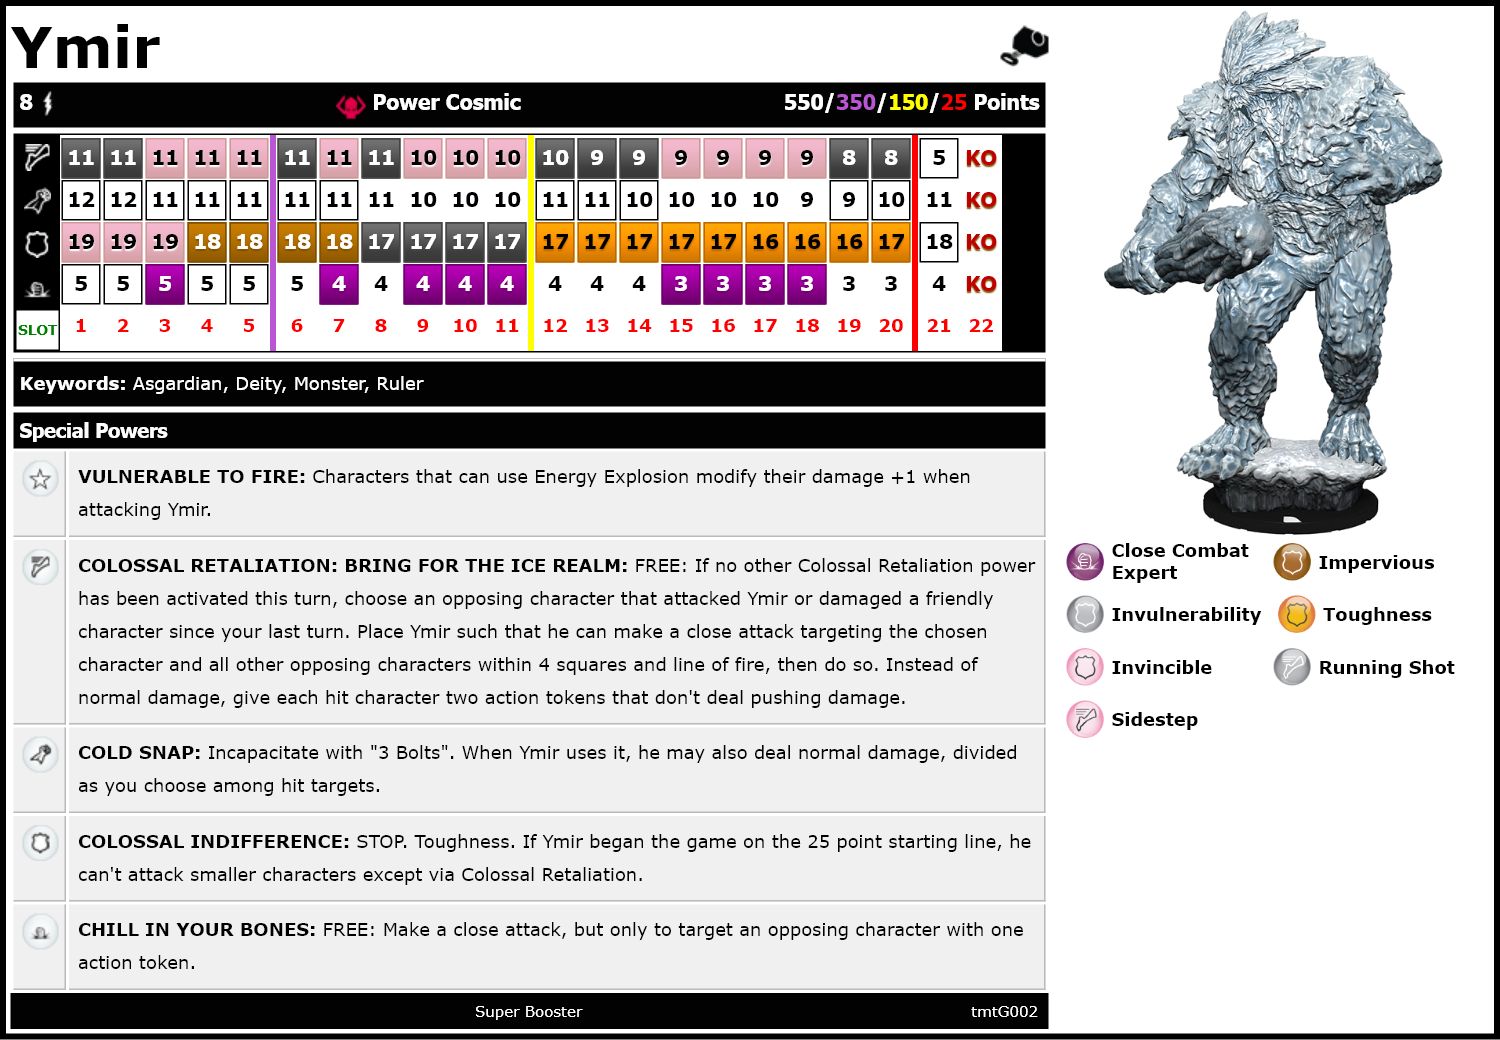 Ymir
8 Power Cosmic 550/350/150/25 Points
11 11 11 11 11 11 11 11 10 10 10 10 9 9 9 9 9 9 8 8 5 KO
12 12 11 11 11 11 11 11 10 10 10 11 11 10 10 10 10 9 9 10 11 KO
19 19 19 18 18 18 18 17 17 17 17 17 17 17 17 17 16 16 16 17 18 KO
5 5 5 5 5 5 4 4 4 4 4 4 4 4 3 3 3 3 3 3 4 KO
SLOT 1 2 3 4 5 6 7 8 9 10 11 12 13 14 15 16 17 18 19 20 21 22
Keywords: Asgardian, Deity, Monster, Ruler
Special Powers
VULNERABLE TO FIRE: Characters that can use Energy Explosion modify their damage +1 when
attacking Ymir.
COLOSSAL RETALIATION: BRING FOR THE ICE REALM: FREE: If no other Colossal Retaliation power
has been activated this turn, choose an opposing character that attacked Ymir or damaged a friendly
character since your last turn. Place Ymir such that he can make a close attack targeting the chosen
character and all other opposing characters within 4 squares and line of fire, then do so. Instead of
normal damage, give each hit character two action tokens that don't deal pushing damage.
COLD SNAP: Incapacitate with "3 Bolts". When Ymir uses it, he may also deal normal damage, divided
as you choose among hit targets.
COLOSSAL INDIFFERENCE: STOP. Toughness. If Ymir began the game on the 25 point starting line, he
can't attack smaller characters except via Colossal Retaliation.
CHILL IN YOUR BONES: FREE: Make a close attack, but only to target an opposing character with one
action token.
Super Booster tmtG002
Close Combat
Expert
Impervious
Invulnerability
Toughness
Invincible
Running Shot
Sidestep